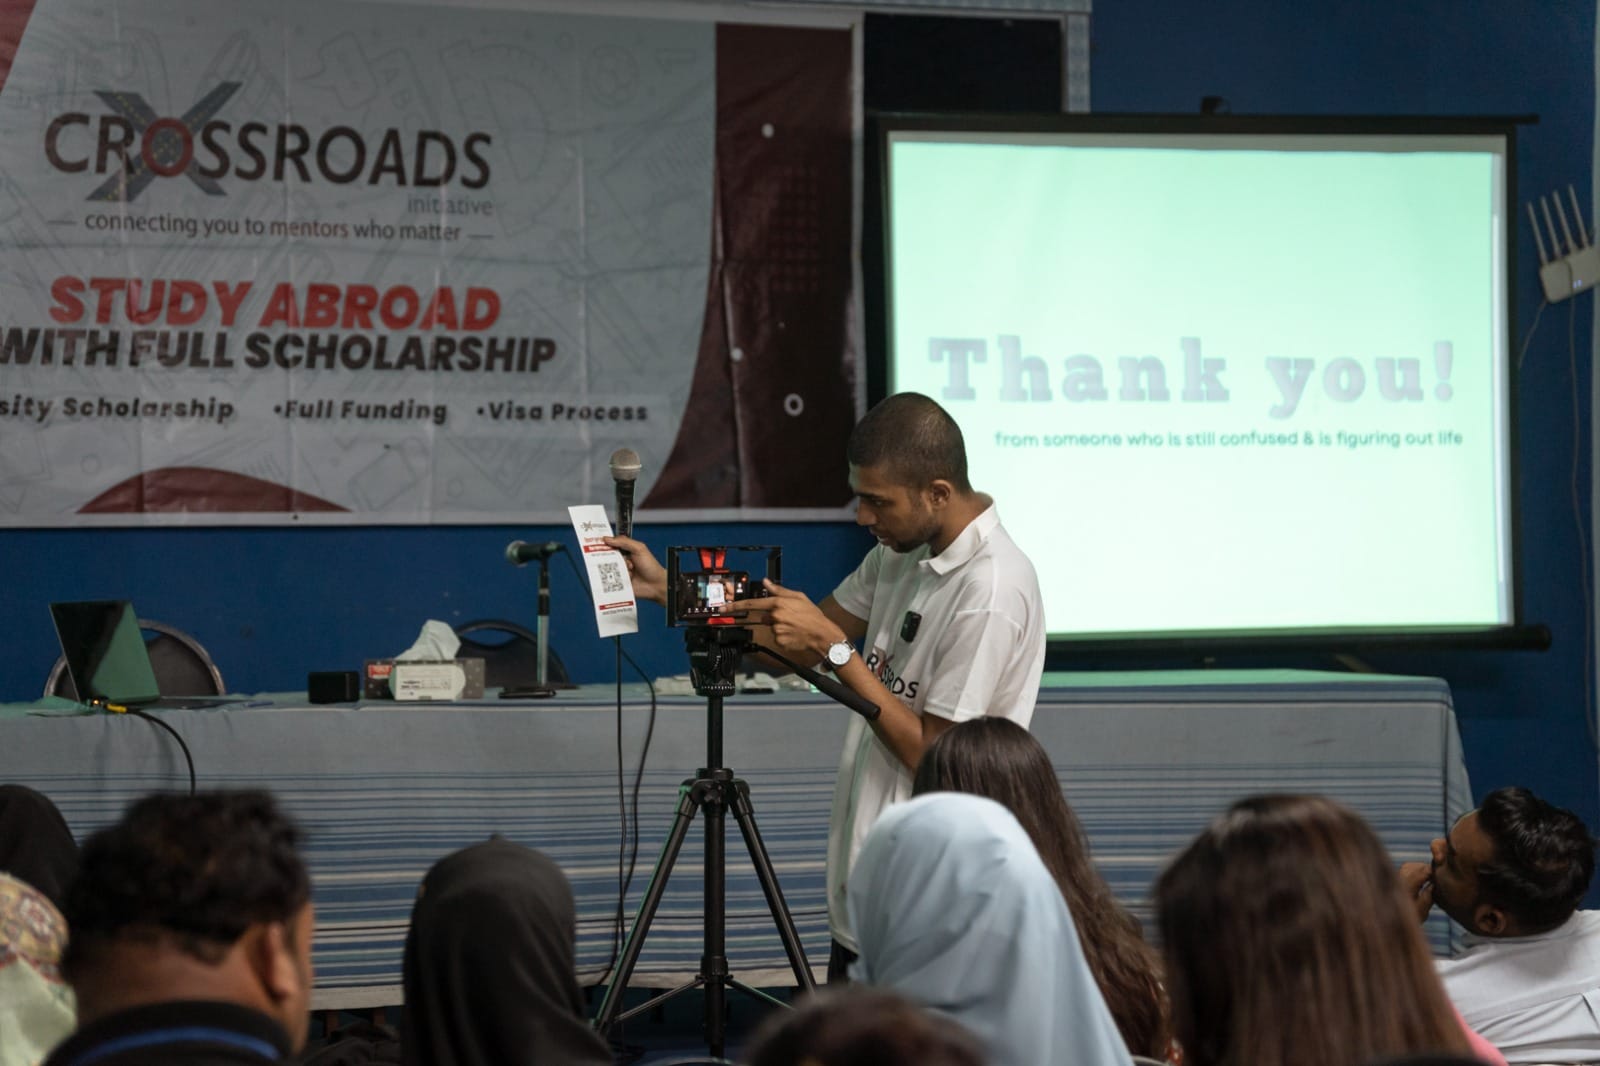 CROSSROADS
initiative
connecting you to mentors who matter
STUDY ABROAD
WITH FULL SCHOLARSHIP
sity Scholarship •Full Funding •Visa Process
Thank you!
from someone who is still confused & is figuring out life